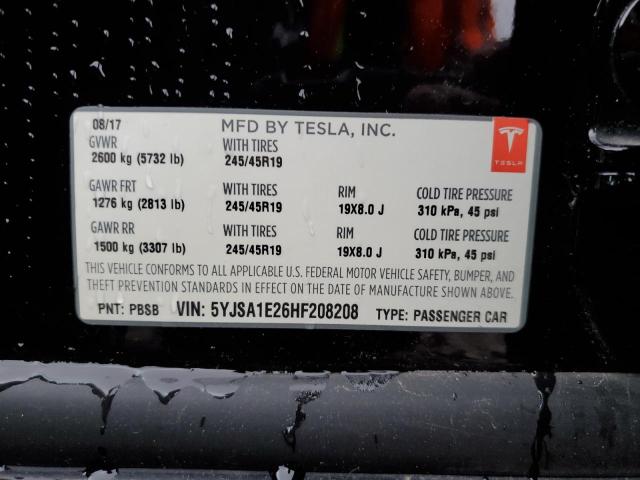 08/17 MFD BY TESLA, INC.
GVWR WITH TIRES
2600 kg (5732 lb) 245/45R19
TESLA
GAWR FRT WITH TIRES RIM COLD TIRE PRESSURE
1276 kg (2813 lb) 245/45R19 19X8.0 J 310 kPa, 45 psi
GAWR RR WITH TIRES RIM COLD TIRE PRESSURE
1500 kg (3307 lb) 245/45R19 19X8.0 J 310 kPa, 45 psi
THIS VEHICLE CONFORMS TO ALL APPLICABLE U.S. FEDERAL MOTOR VEHICLE SAFETY, BUMPER, AND
THEFT PREVENTION STANDARDS IN EFFECT ON THE DATE OF MANUFACTURE SHOWN ABOVE.
PNT: PBSB VIN: 5YJSA1E26HF208208 TYPE: PASSENGER CAR